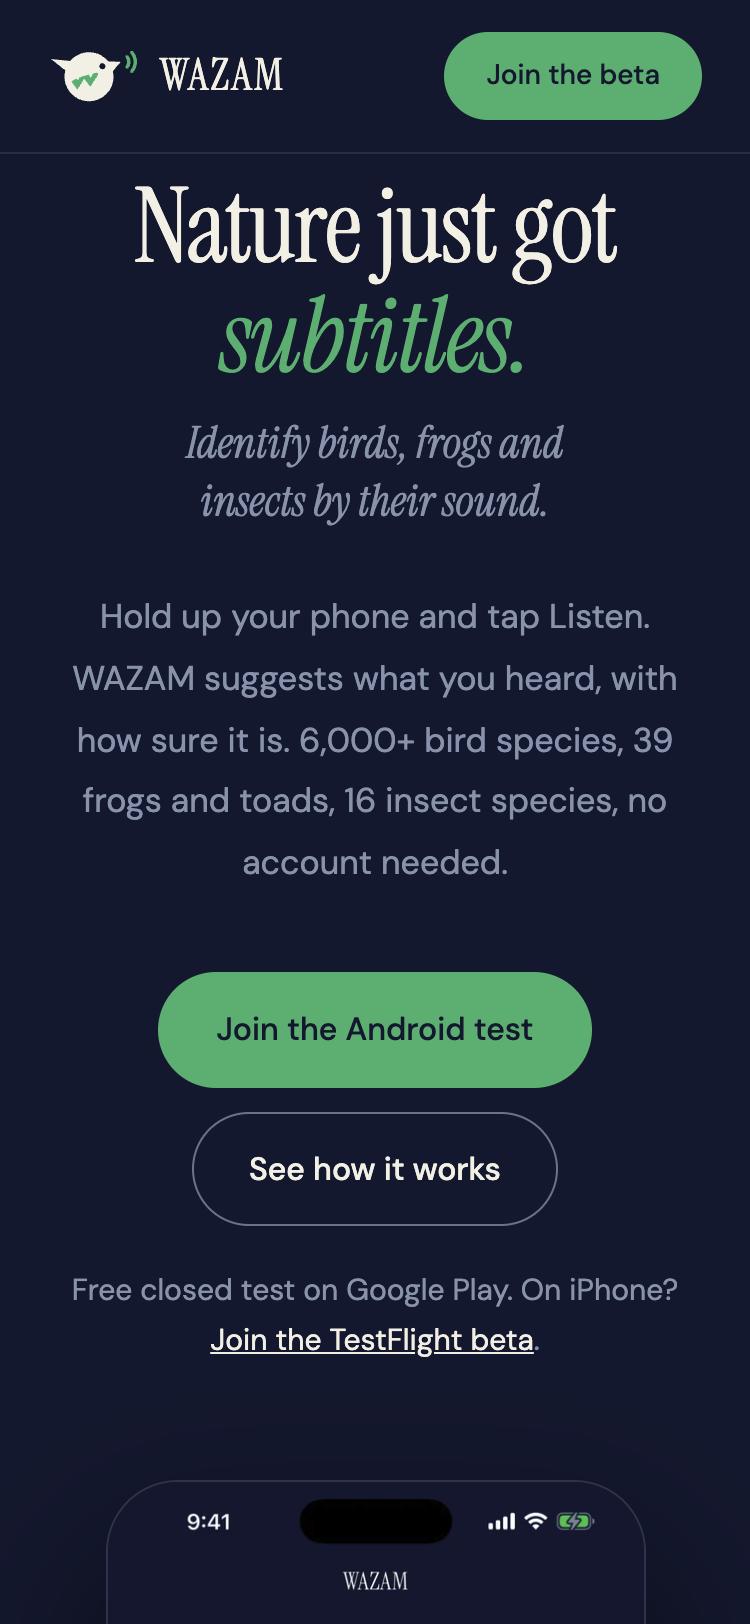 WAZAM
Join the beta
Nature just got
subtitles.
Identify birds, frogs and
insects by their sound.
Hold up your phone and tap Listen.
WAZAM suggests what you heard, with
how sure it is. 6,000+ bird species, 39
frogs and toads, 16 insect species, no
account needed.
Join the Android test
See how it works
Free closed test on Google Play. On iPhone?
Join the TestFlight beta.
9:41
WAZAM